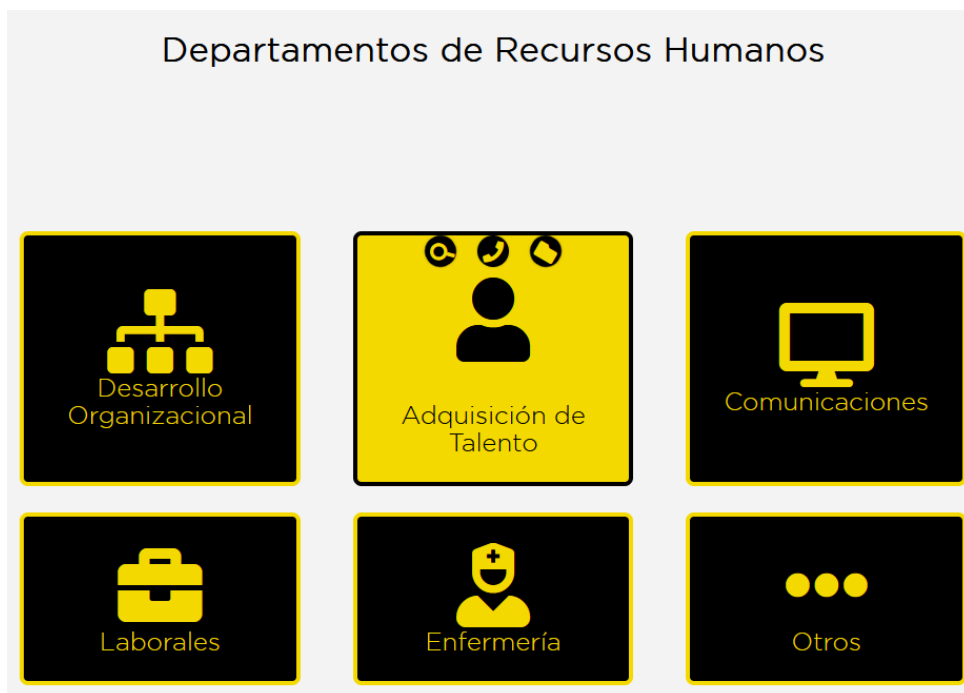 Departamentos de Recursos Humanos
Desarrollo
Organizacional
Adquisición de
Talento
Comunicaciones
Laborales
Enfermería
Otros